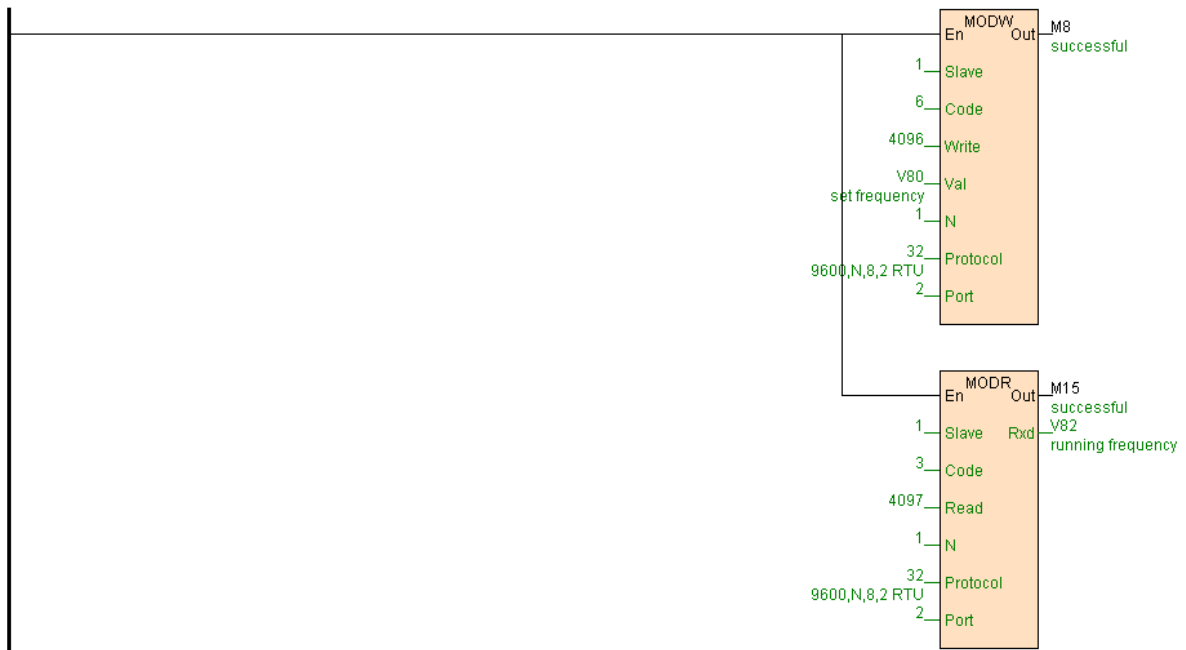 MODW
En Out M8
successful
1 Slave
6 Code
4096 Write
V80 Val
set frequency
1 N
32 Protocol
9600,N,8,2 RTU
2 Port
MODR
En Out M15
successful
1 Slave Rxd V82
running frequency
3 Code
4097 Read
1 N
32 Protocol
9600,N,8,2 RTU
2 Port